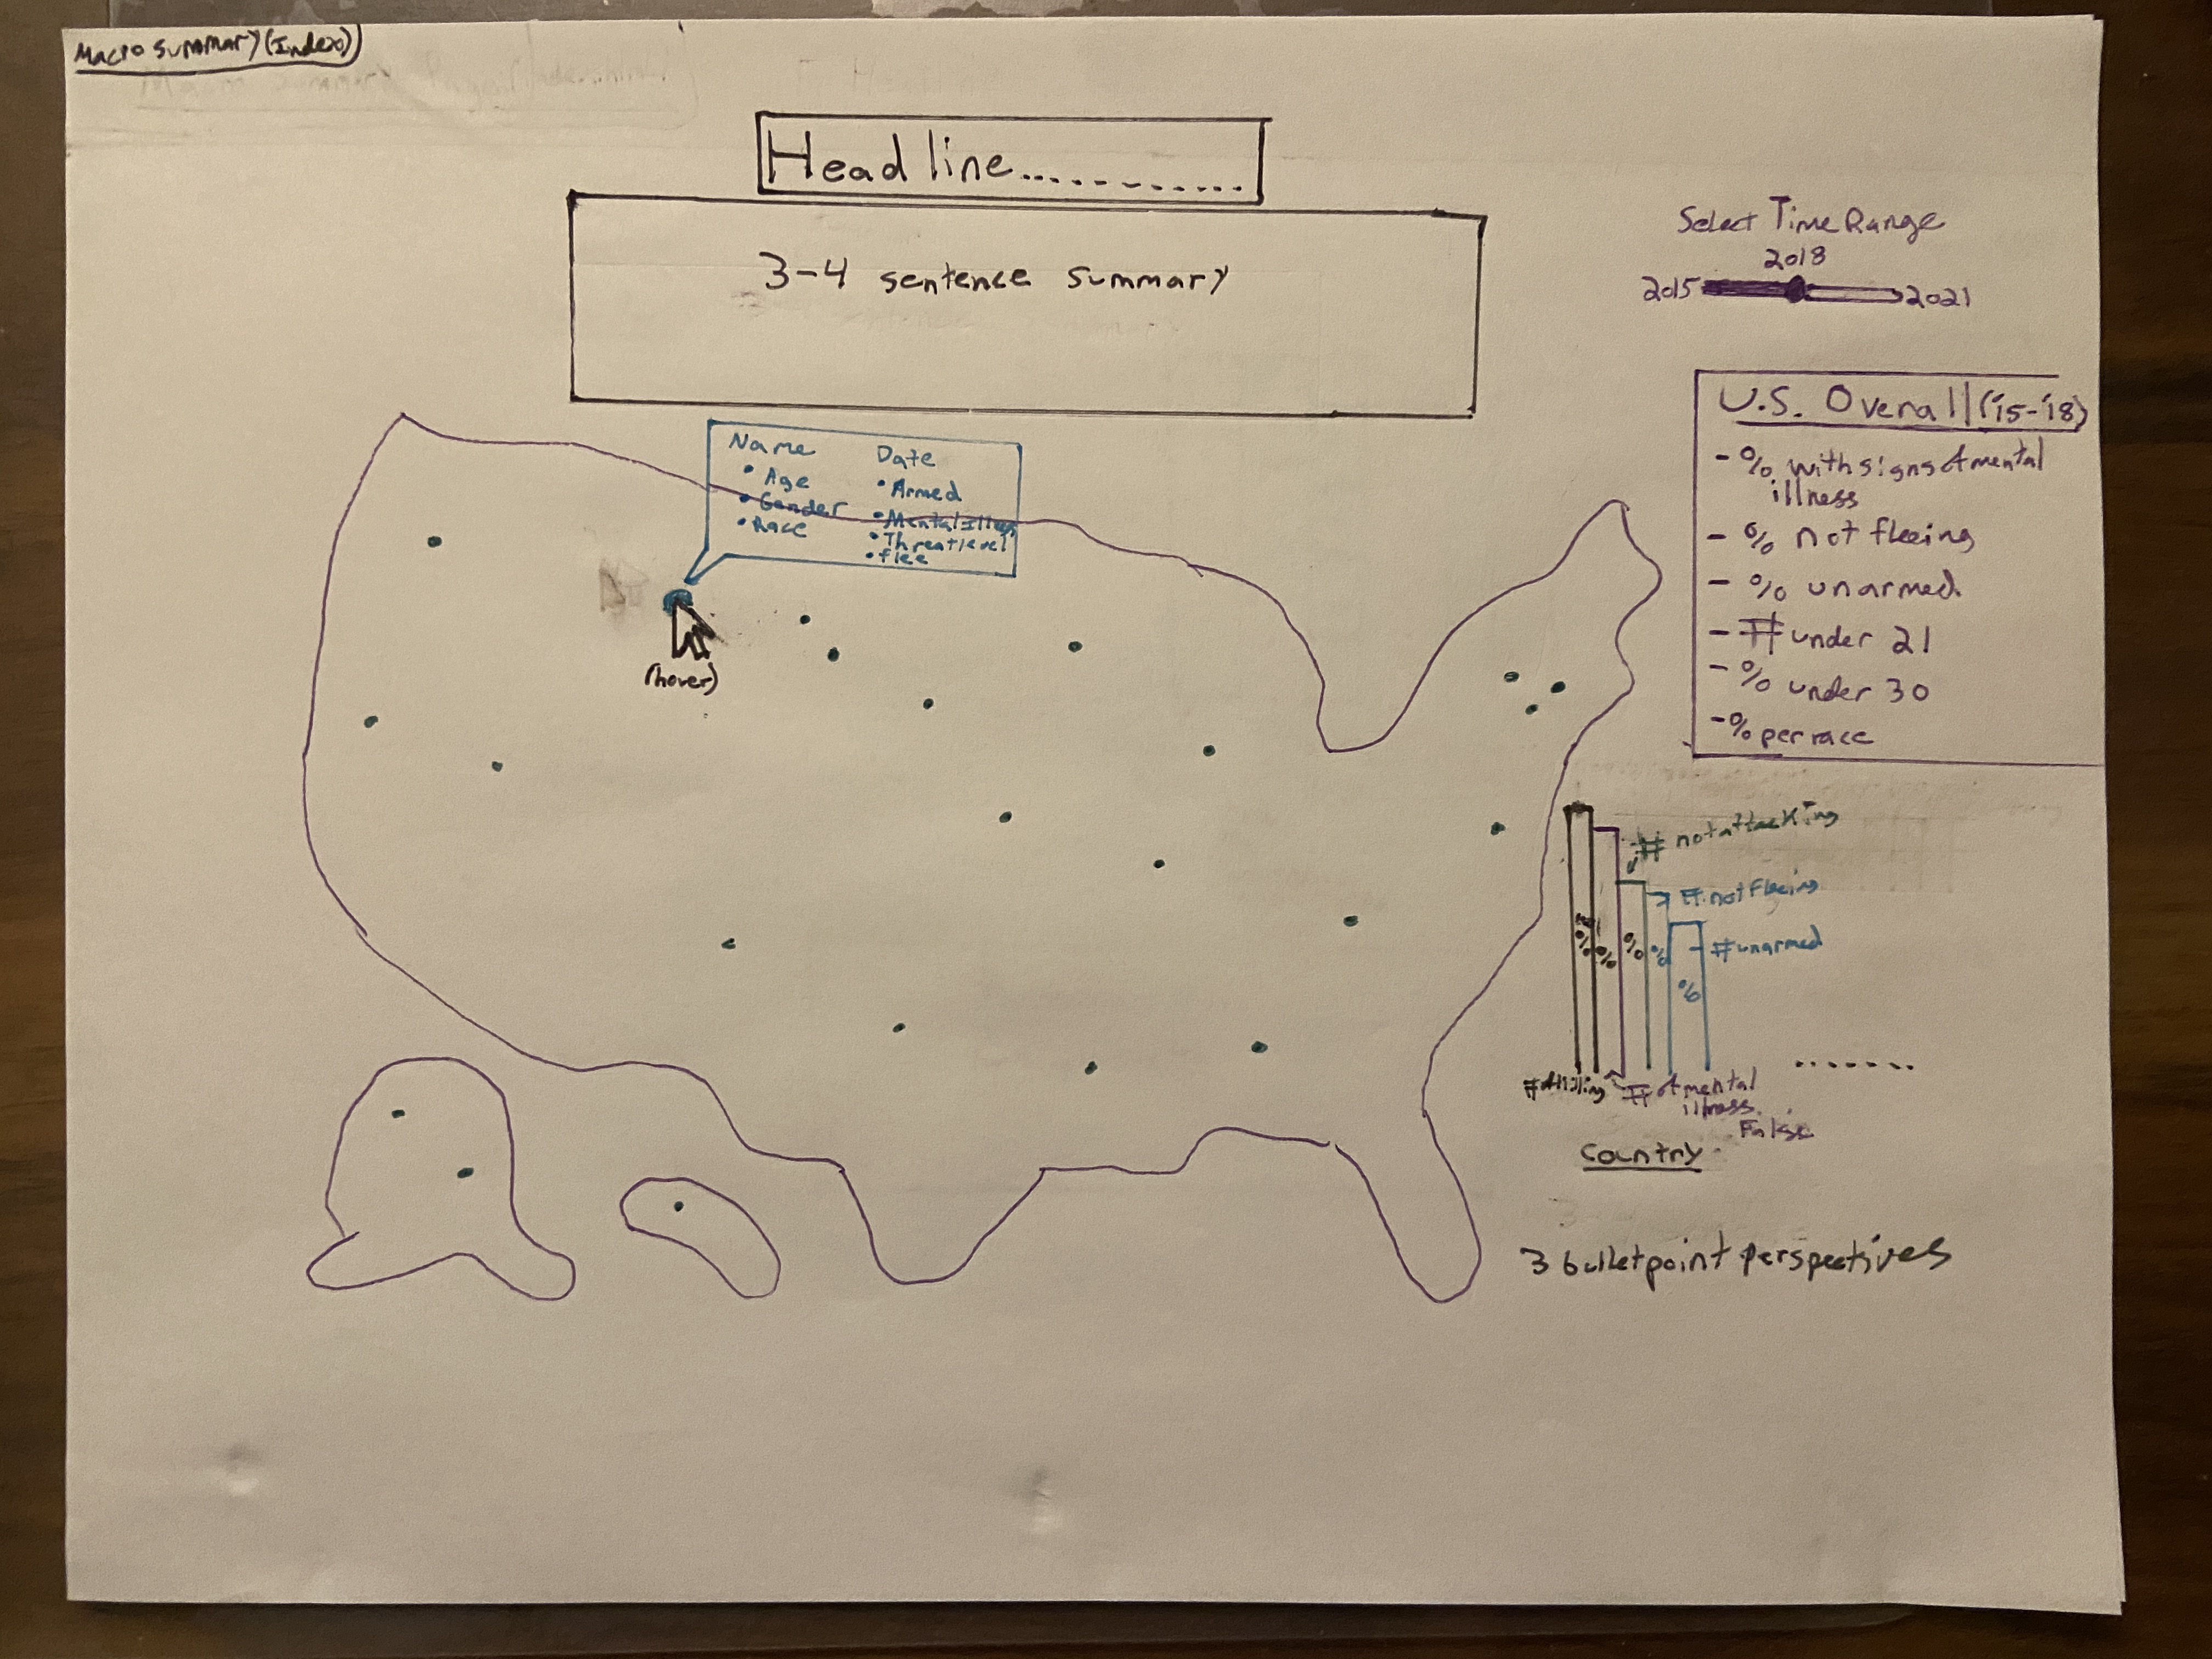 Macro Summary (Index)
Headline............
3-4 sentence summary
Select Time Range
2018
2015
2021
U.S. Overall ('15-'18)
- % with signs of mental
illness
- % not fleeing
- % unarmed
- # under 21
- % under 30
- % per race
Name
• Age
• Gender
• Race
Date
• Armed
• Mental Illness
• Threat level
• flee
(hover)
# not attacking
# not fleeing
# unarmed
%
%
%
%
%
# of
# of mental
illness
False
.......
Country
3 bulletpoint perspectives